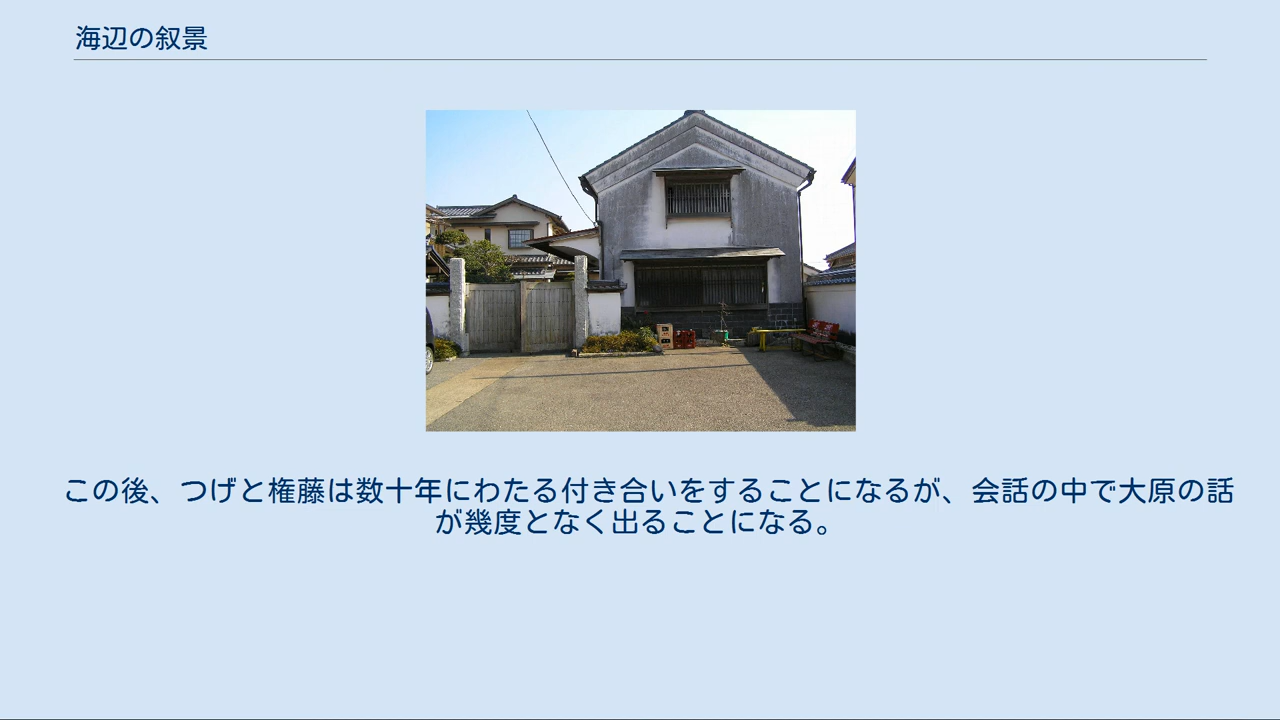 海辺の叙景
この後、つげと権藤は数十年にわたる付き合いをすることになるが、会話の中で大原の話
が幾度となく出ることになる。